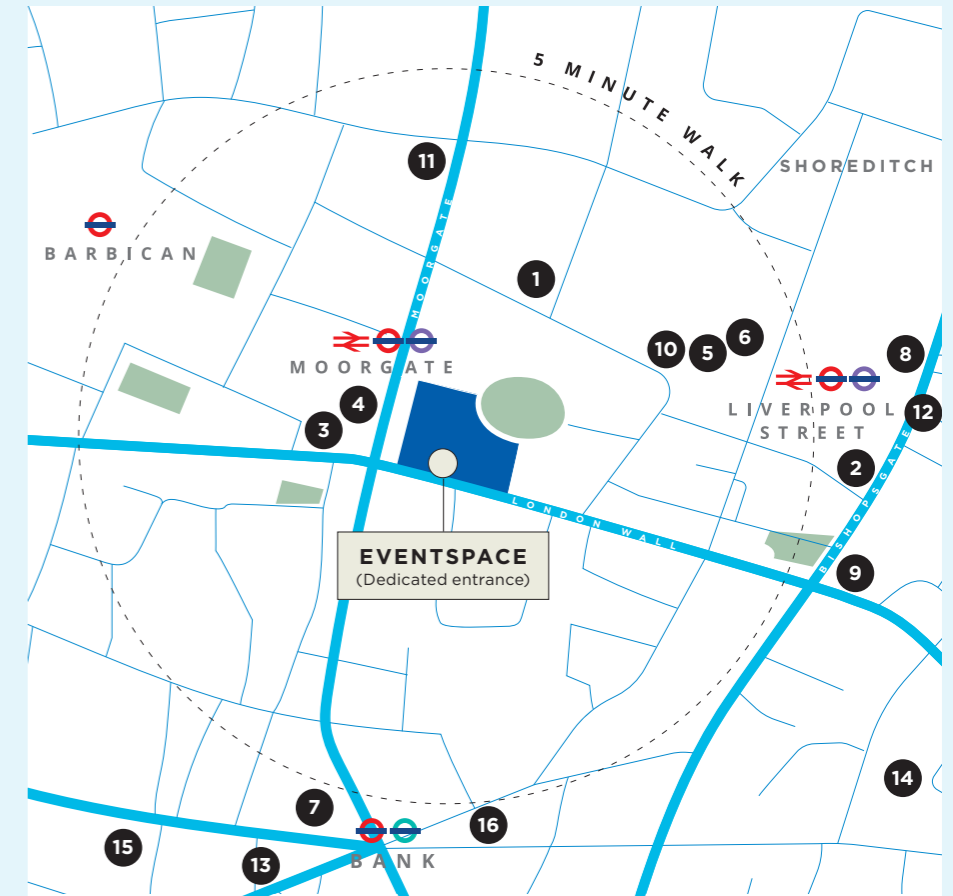 5 MINUTE WALK
SHOREDITCH
11
MOORGATE
BARBICAN
1
10
5
6
8
MOORGATE
LIVERPOOL
STREET
12
4
3
2
LONDON WALL
BISHOPSGATE
EVENTSPACE
(Dedicated entrance)
9
14
7
16
15
13
BANK